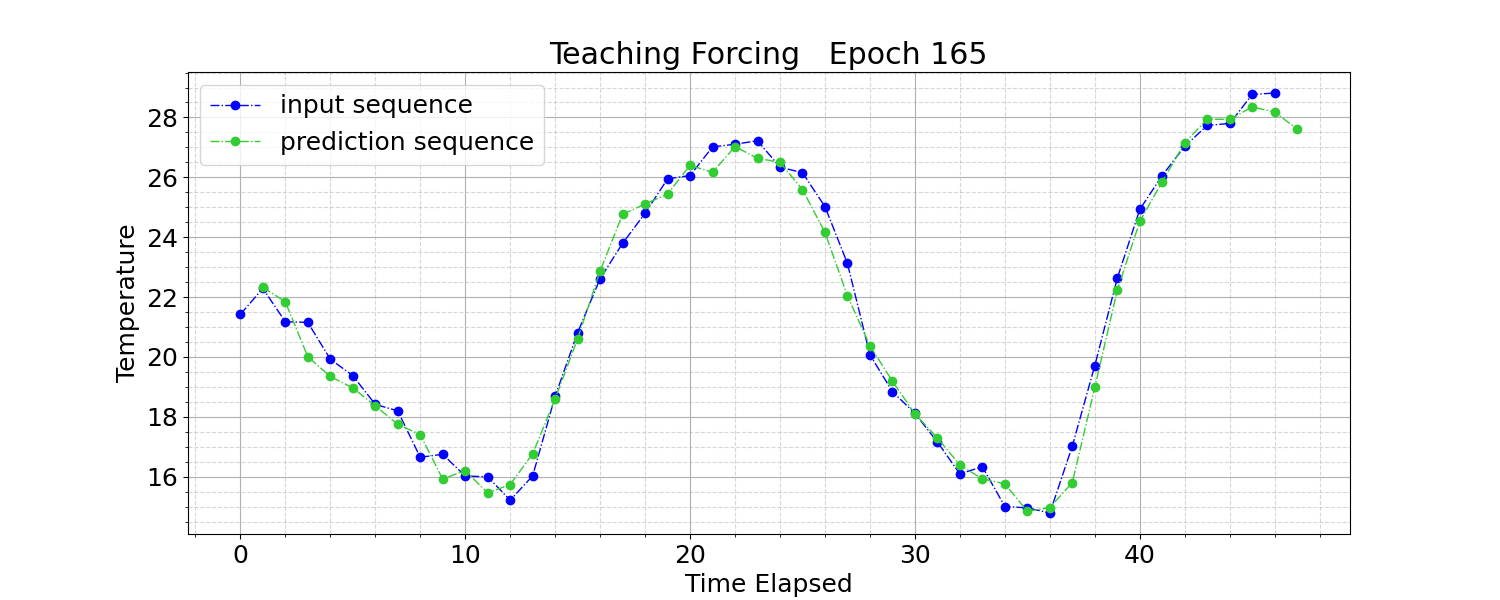 Teaching Forcing   Epoch 165
input sequence
prediction sequence
28
26
24
22
20
18
16
Temperature
0 10 20 30 40
Time Elapsed